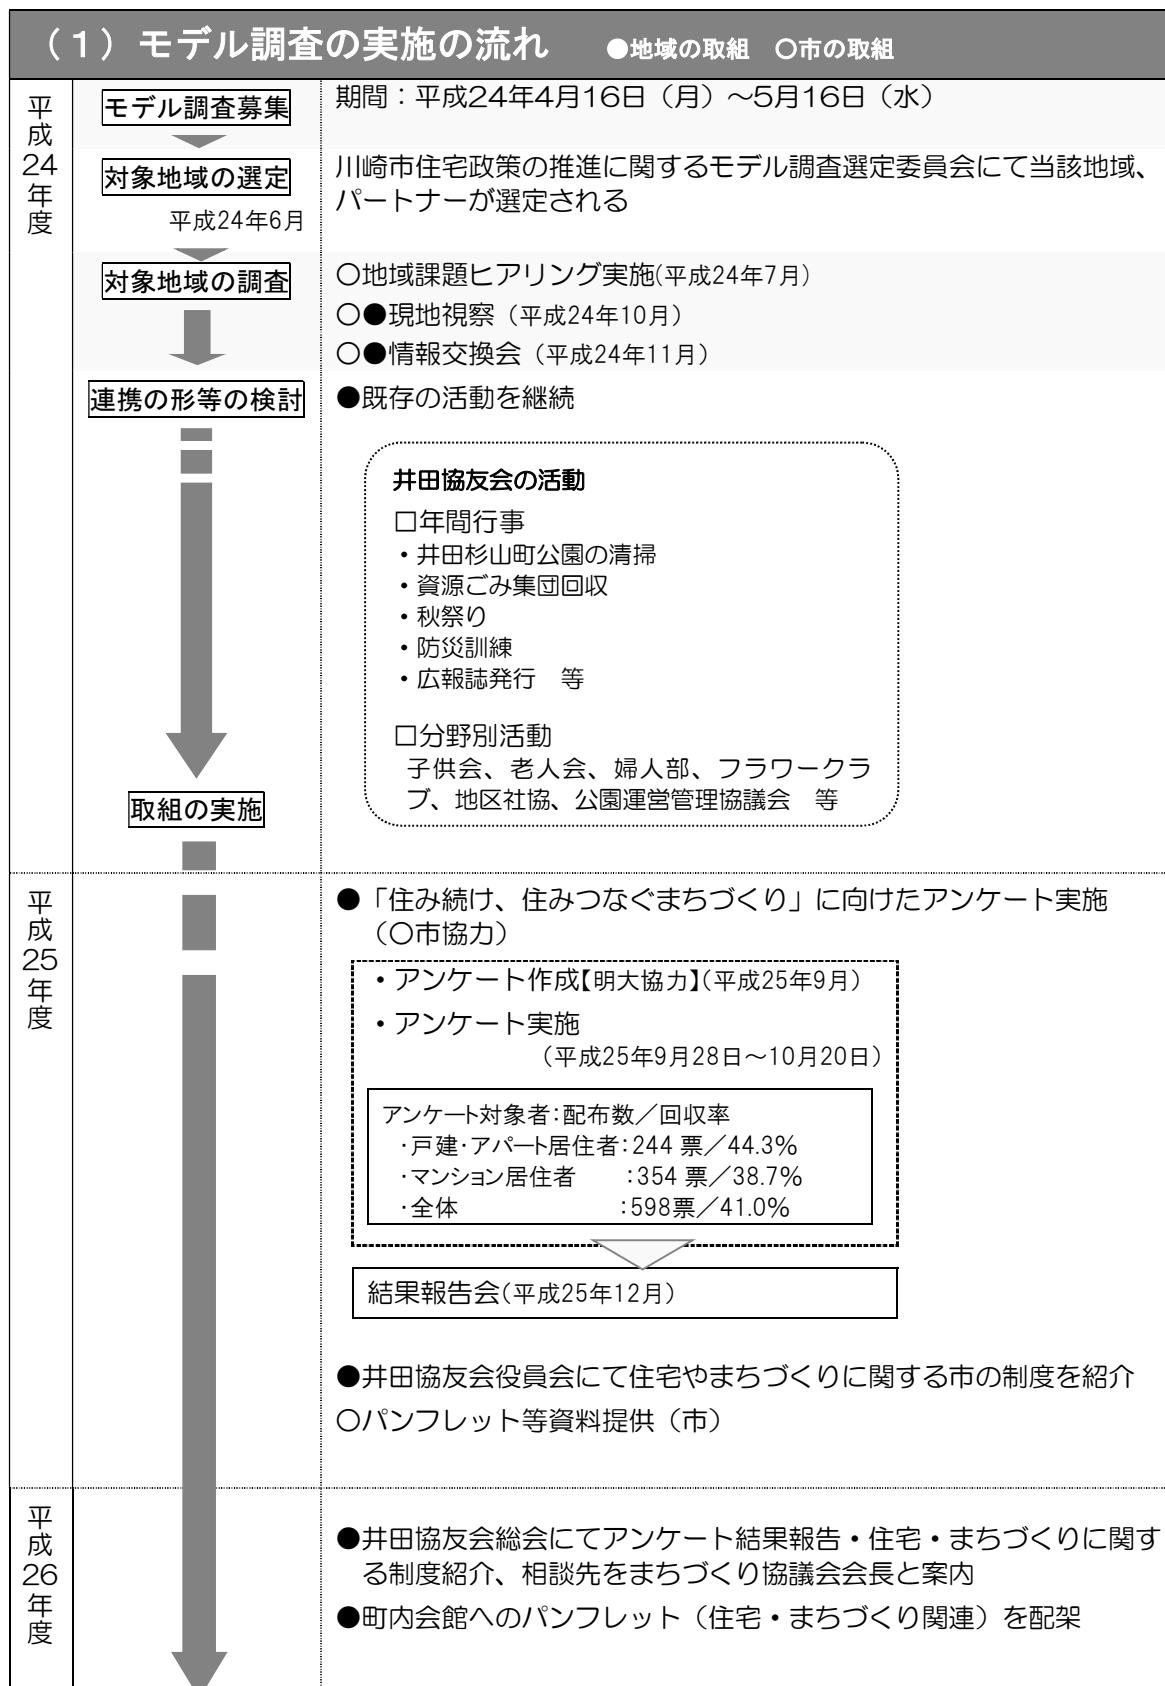 （１）モデル調査の実施の流れ　●地域の取組　〇市の取組
平成24年度
モデル調査募集
期間：平成24年4月16日（月）～5月16日（水）
対象地域の選定
平成24年6月
川崎市住宅政策の推進に関するモデル調査選定委員会にて当該地域、
パートナーが選定される
対象地域の調査
〇地域課題ヒアリング実施(平成24年7月)
〇●現地視察（平成24年10月）
〇●情報交換会（平成24年11月）
連携の形等の検討
●既存の活動を継続
井田協友会の活動
□年間行事
・井田杉山町公園の清掃
・資源ごみ集団回収
・秋祭り
・防災訓練
・広報誌発行　等
□分野別活動
子供会、老人会、婦人部、フラワークラ
ブ、地区社協、公園運営管理協議会　等
取組の実施
平成25年度
●「住み続け、住みつなぐまちづくり」に向けたアンケート実施
（〇市協力）
・アンケート作成【明大協力】（平成25年9月）
・アンケート実施
（平成25年9月28日～10月20日）
アンケート対象者：配布数／回収率
・戸建・アパート居住者：244 票／44.3％
・マンション居住者　　：354 票／38.7％
・全体　　　　　　　　：598票／41.0％
結果報告会（平成25年12月）
●井田協友会役員会にて住宅やまちづくりに関する市の制度を紹介
〇パンフレット等資料提供（市）
平成26年度
●井田協友会総会にてアンケート結果報告・住宅・まちづくりに関す
る制度紹介、相談先をまちづくり協議会会長と案内
●町内会館へのパンフレット（住宅・まちづくり関連）を配架